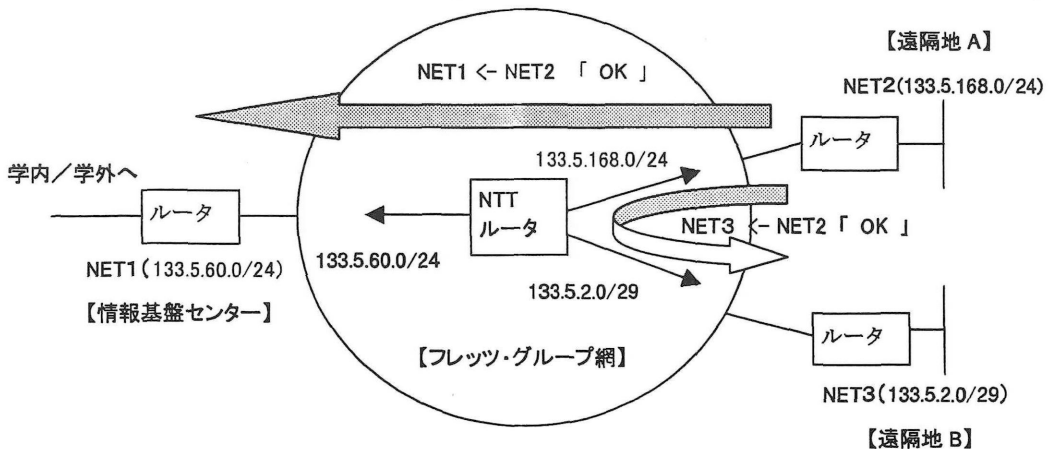 【遠隔地 A】
NET1 <- NET2 「 OK 」
NET2(133.5.168.0/24)
ルータ
133.5.168.0/24
学内/学外へ
ルータ
NTT
ルータ
NET3 <- NET2 「 OK 」
NET1(133.5.60.0/24)
133.5.60.0/24
133.5.2.0/29
【情報基盤センター】
ルータ
【フレッツ・グループ網】
NET3(133.5.2.0/29)
【遠隔地 B】